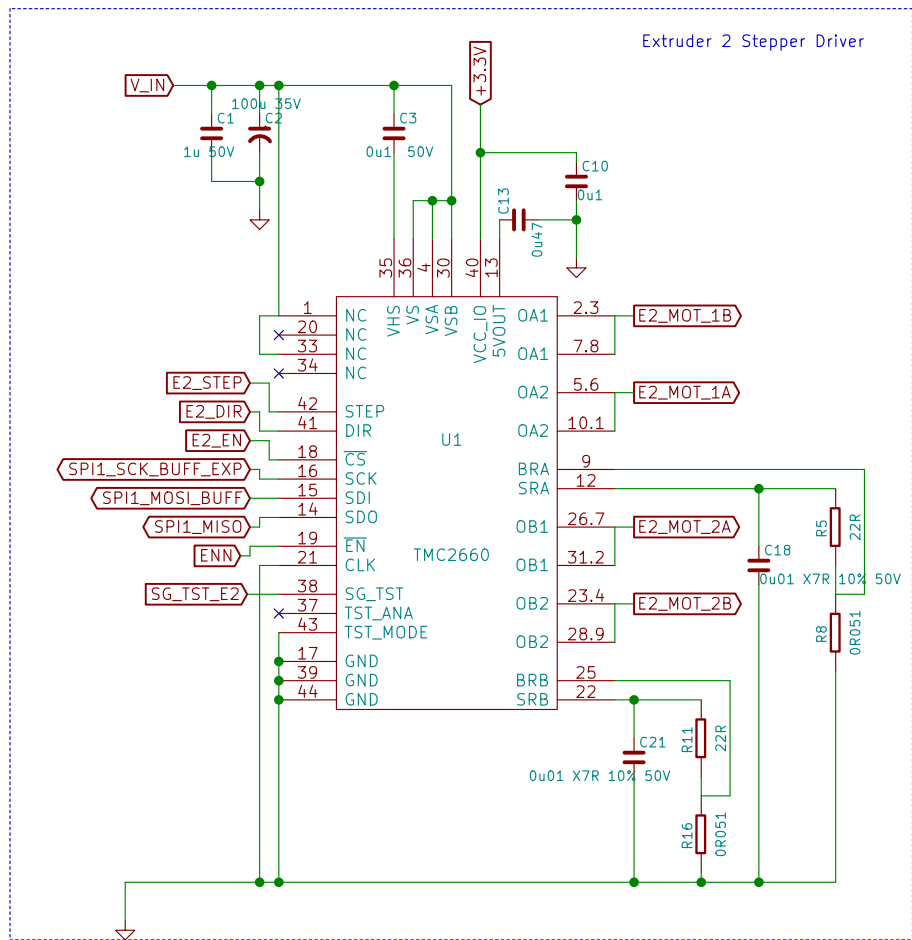 Extruder 2 Stepper Driver
V_IN
+3.3V
100u 35V
C1
C2
1u 50V
C3
0u1 50V
C10
0u1
C13
0u47
35
36
4
30
40
13
VHS
VS
VSA
VSB
VCC_IO
5VOUT
1 NC
20 NC
33 NC
34 NC
E2_STEP
42 STEP
E2_DIR
41 DIR
E2_EN
18 CS
SPI1_SCK_BUFF_EXP
16 SCK
SPI1_MOSI_BUFF
15 SDI
SPI1_MISO
14 SDO
ENN
19 EN
21 CLK
SG_TST_E2
38 SG_TST
37 TST_ANA
43 TST_MODE
17 GND
39 GND
44 GND
U1
TMC2660
OA1 2.3
E2_MOT_1B
OA1 7.8
OA2 5.6
E2_MOT_1A
OA2 10.1
BRA 9
SRA 12
OB1 26.7
E2_MOT_2A
OB1 31.2
OB2 23.4
E2_MOT_2B
OB2 28.9
BRB 25
SRB 22
R5
22R
C18
0u01 X7R 10% 50V
R8
0R051
C21
0u01 X7R 10% 50V
R11
22R
R16
0R051